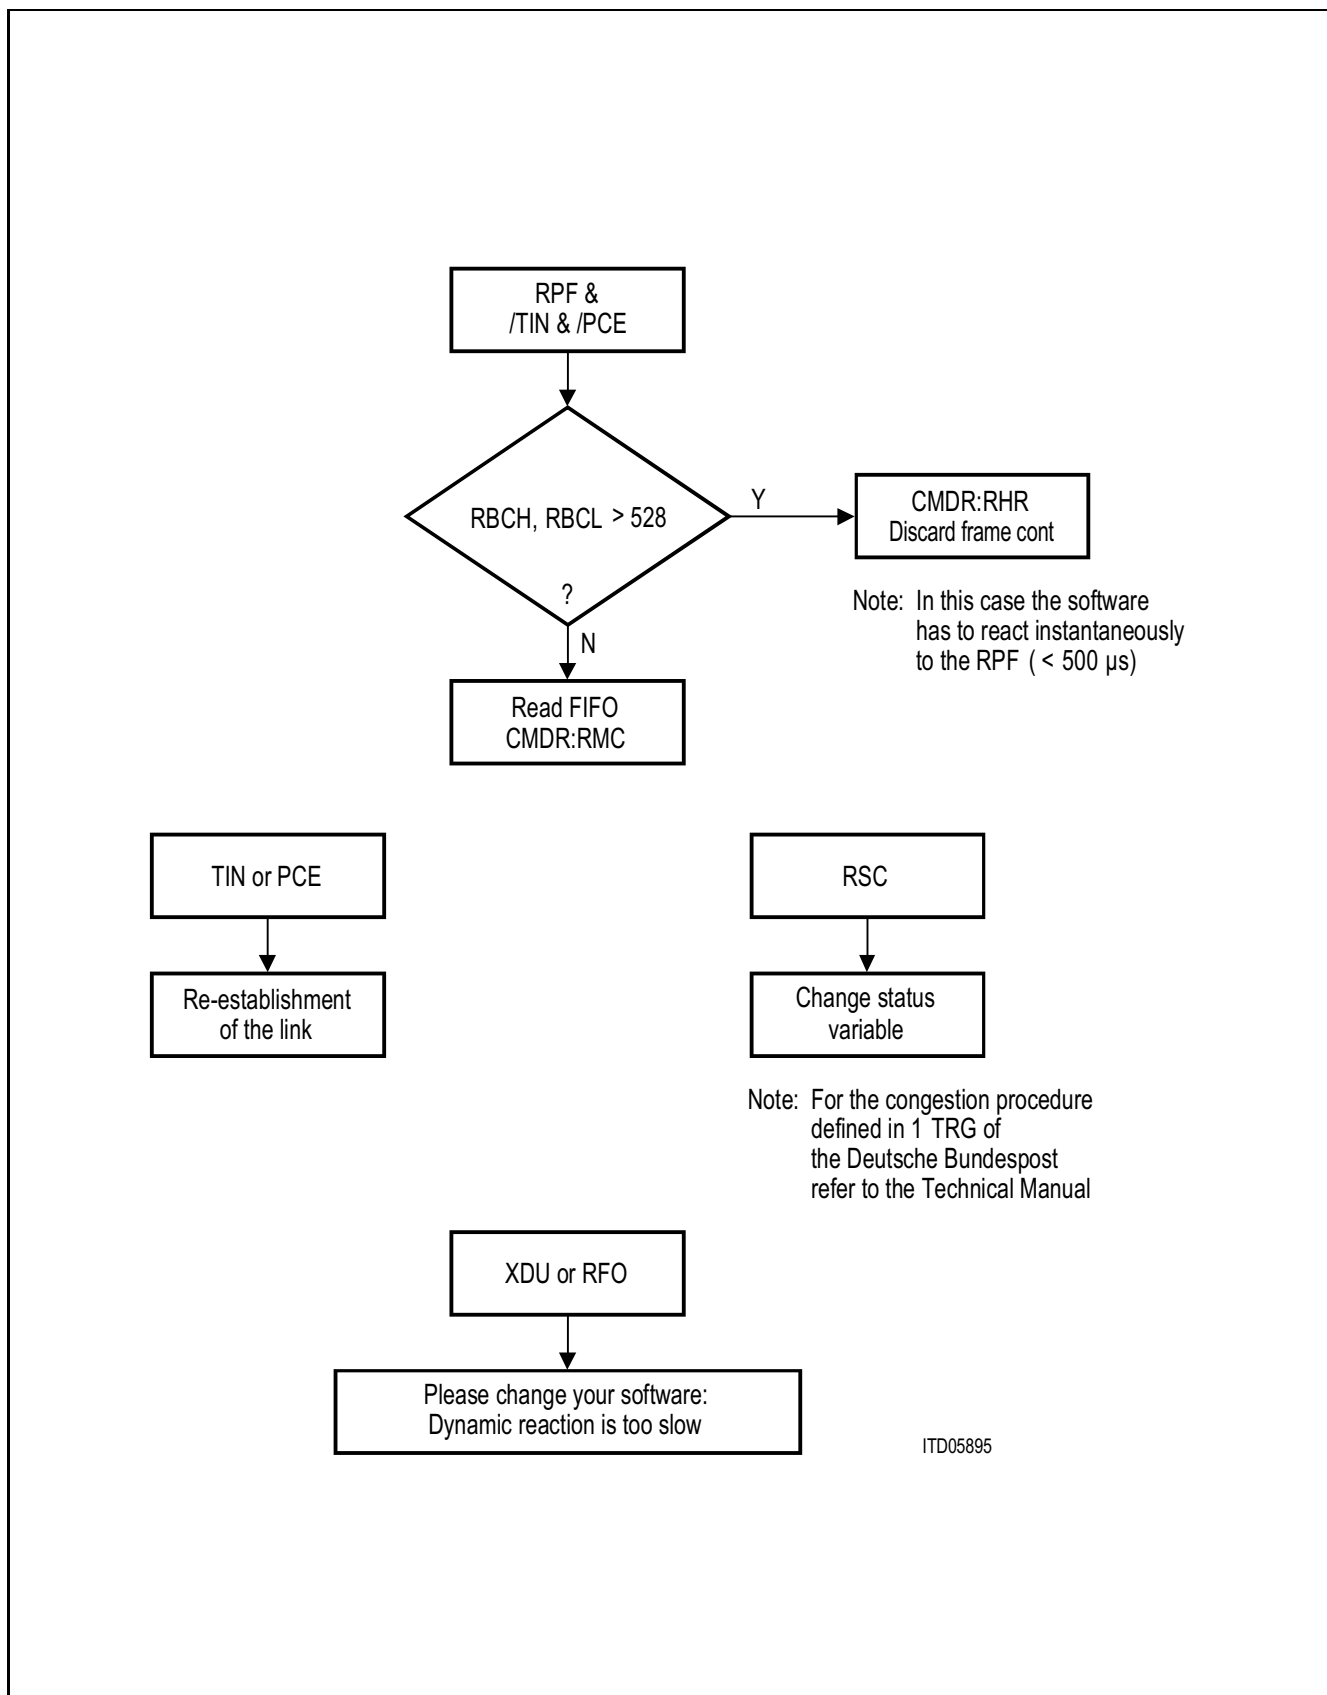 RPF &
/TIN & /PCE
RBCH, RBCL > 528
?
Y
CMDR:RHR
Discard frame cont
Note: In this case the software
has to react instantaneously
to the RPF ( < 500 µs)
N
Read FIFO
CMDR:RMC
TIN or PCE
Re-establishment
of the link
RSC
Change status
variable
Note: For the congestion procedure
defined in 1 TRG of
the Deutsche Bundespost
refer to the Technical Manual
XDU or RFO
Please change your software:
Dynamic reaction is too slow
ITD05895